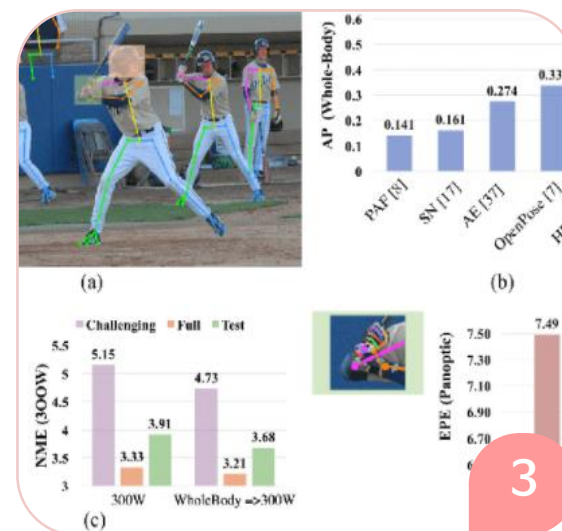 0.6
0.5
0.4
0.3
0.2
0.1
0
AP (Whole-Body)
0.141
0.161
0.274
0.33
PAF [8]
SN [17]
AE [37]
OpenPose [7]
(a)
(b)
Challenging Full Test
NME (3OOW)
5.5
5
4.5
4
3.5
3
5.15
3.33
3.91
4.73
3.21
3.68
300W
WholeBody =>300W
(c)
EPE (Panoptic)
7.50
7.30
7.10
6.90
6.70
7.49
3